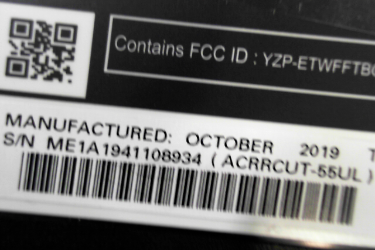 Contains FCC ID : YZP-ETWFFTB
MANUFACTURED: OCTOBER 2019
S/N ME1A1941108934 ( ACRRCUT-55UL )